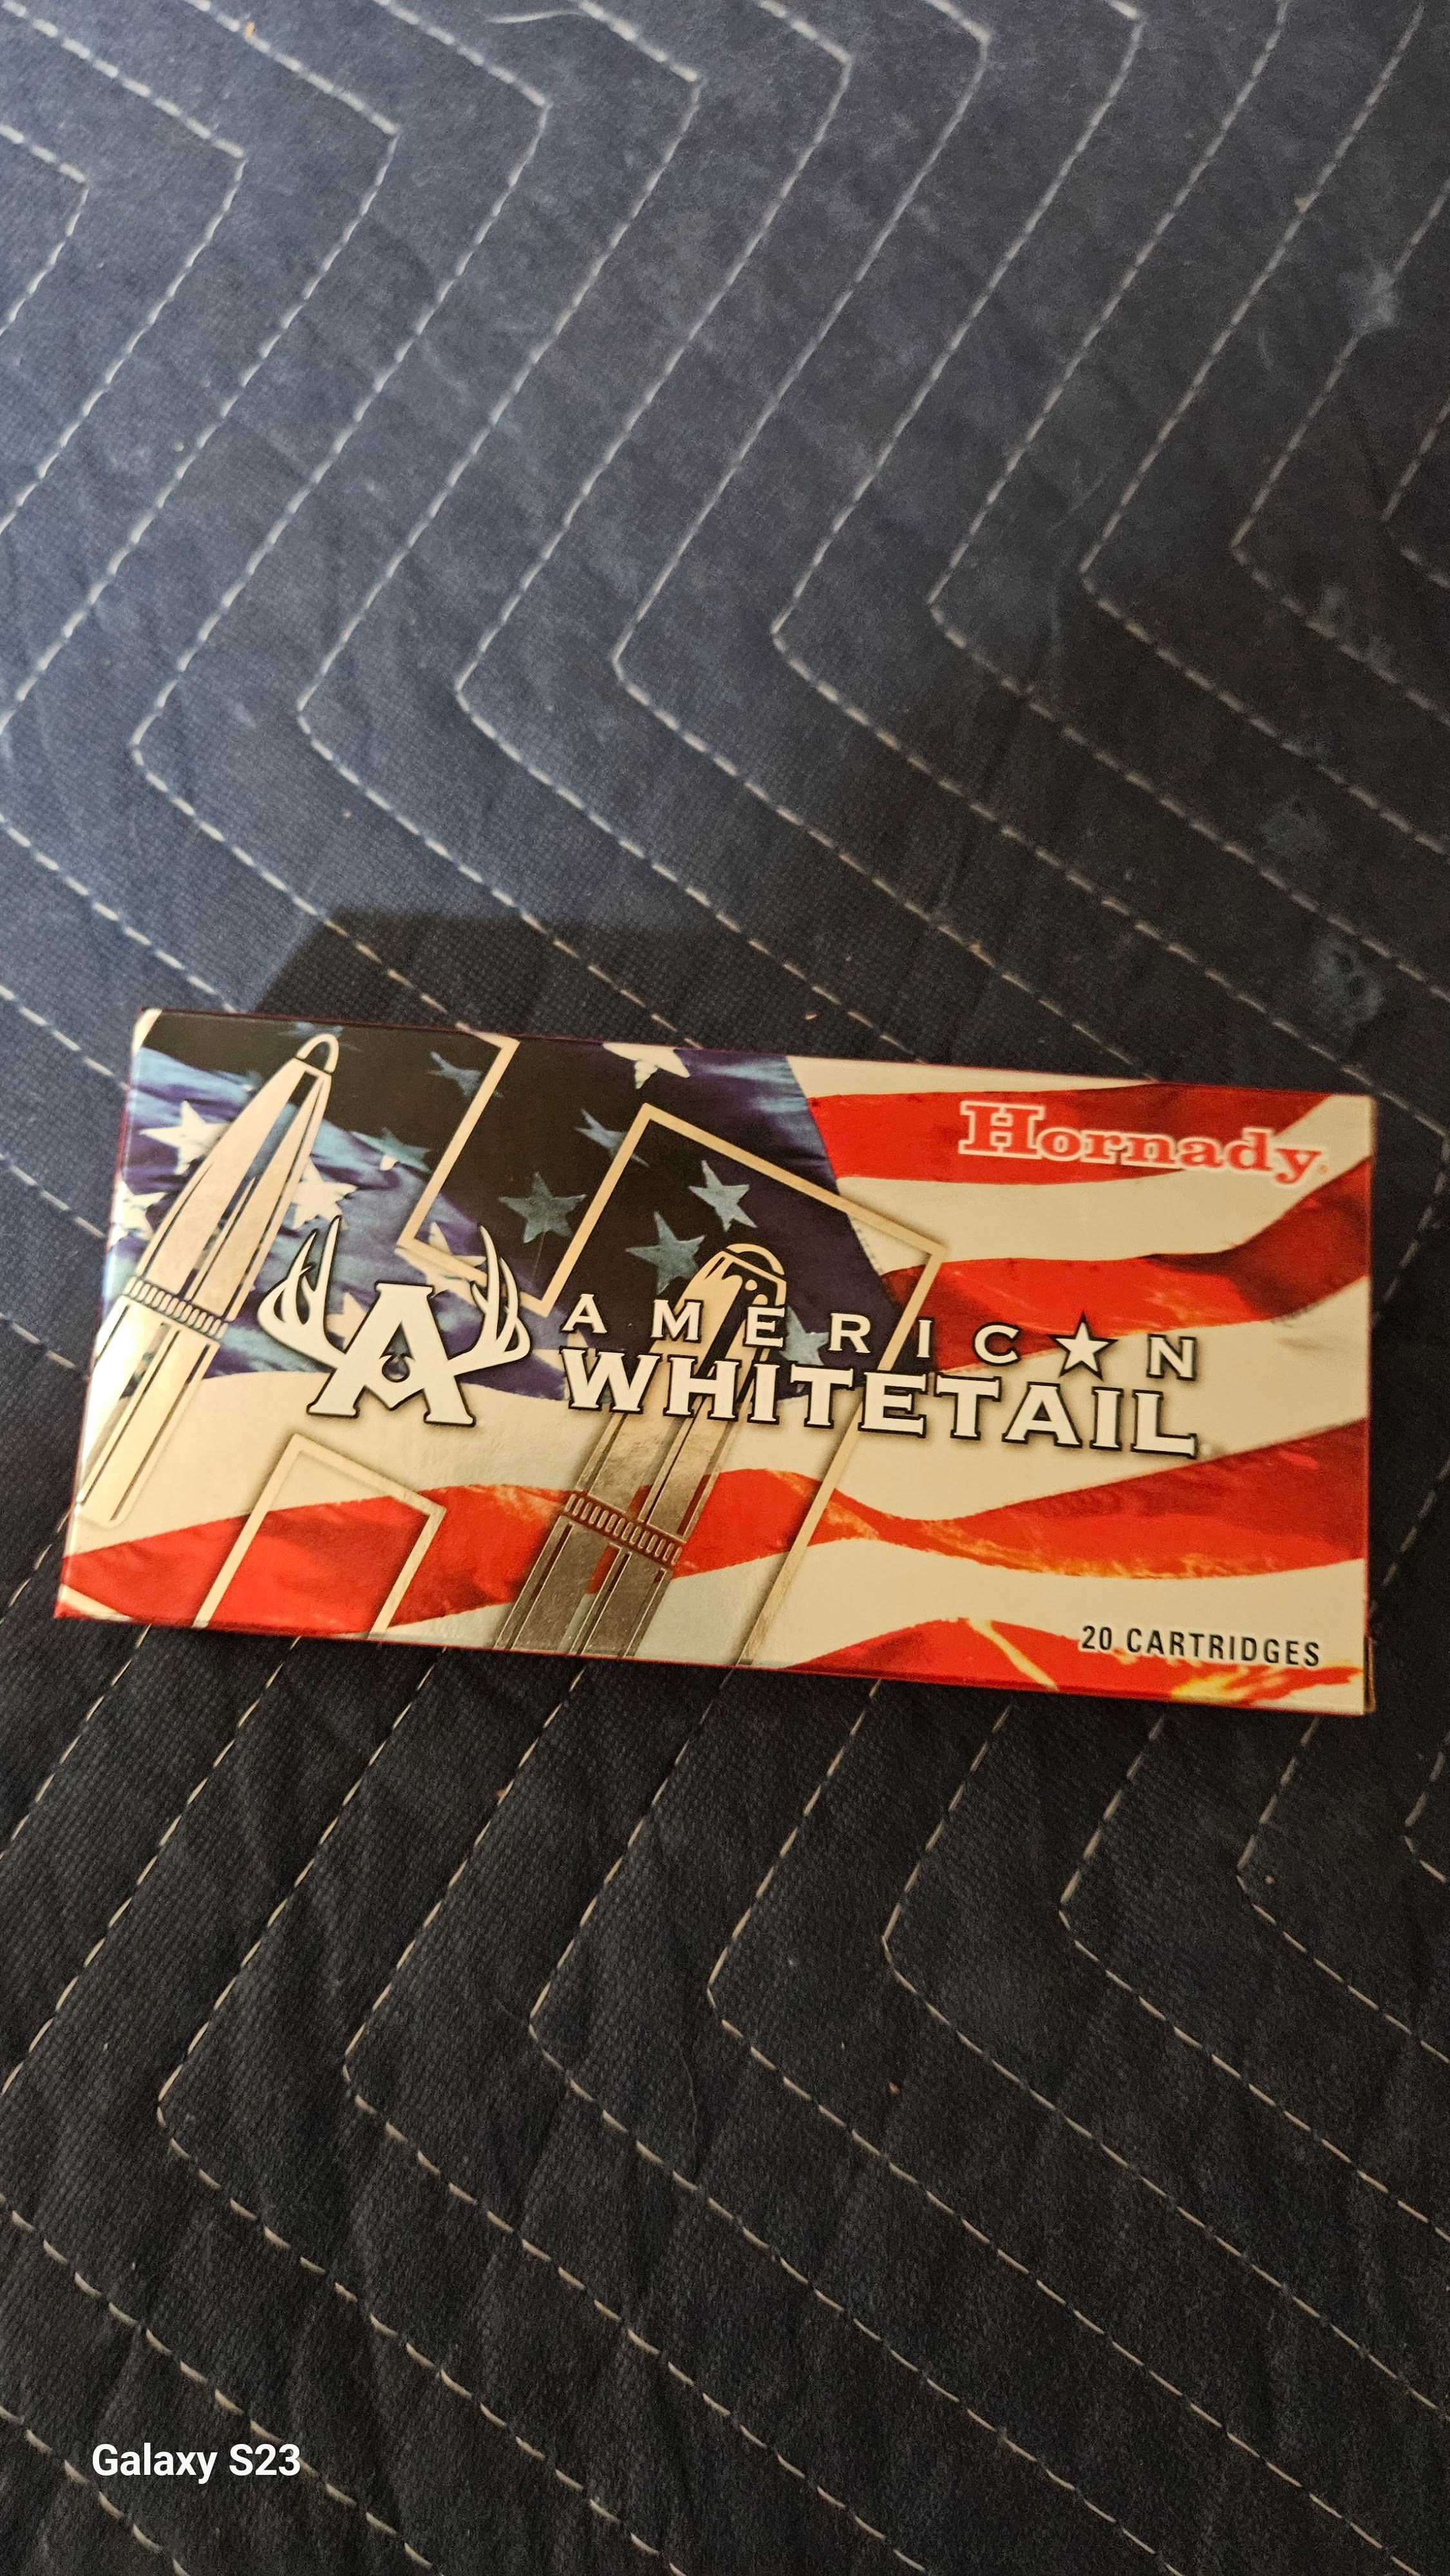 Hornady
AMERIC★N
WHITETAIL
20 CARTRIDGES
Galaxy S23